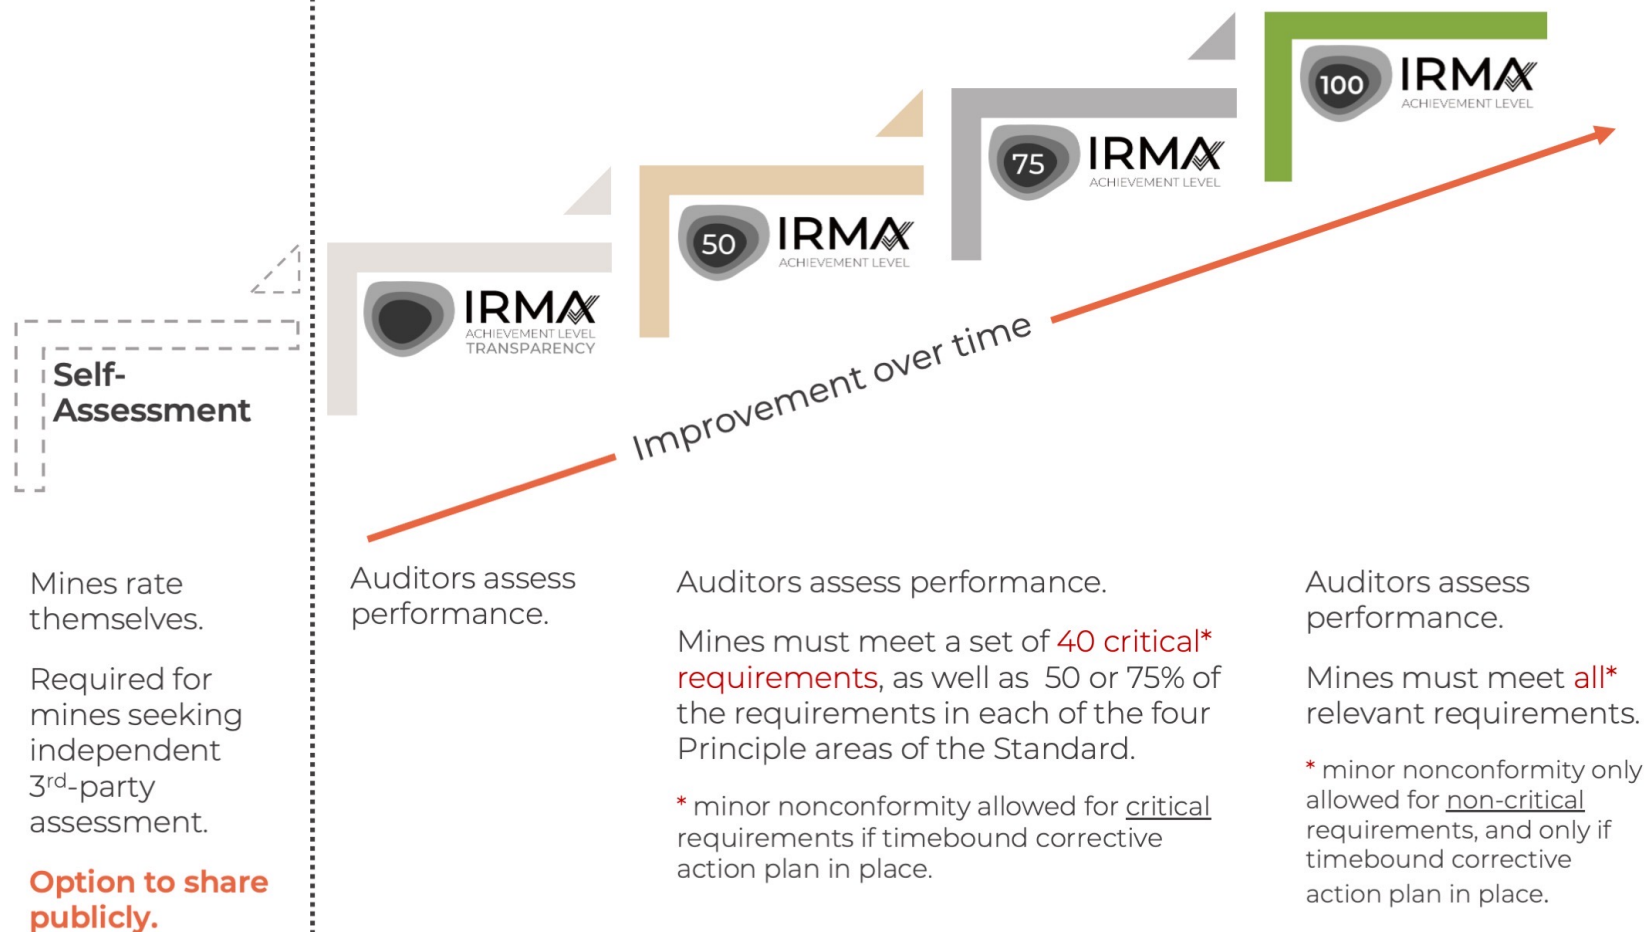 Self-
Assessment
Mines rate
themselves.
Required for
mines seeking
independent
3rd-party
assessment.
Option to share
publicly.
IRMA
ACHIEVEMENT LEVEL
TRANSPARENCY
Auditors assess
performance.
50
IRMA
ACHIEVEMENT LEVEL
75
IRMA
ACHIEVEMENT LEVEL
Improvement over time
Auditors assess performance.
Mines must meet a set of 40 critical*
requirements, as well as 50 or 75% of
the requirements in each of the four
Principle areas of the Standard.
* minor nonconformity allowed for critical
requirements if timebound corrective
action plan in place.
100
IRMA
ACHIEVEMENT LEVEL
Auditors assess
performance.
Mines must meet all*
relevant requirements.
* minor nonconformity only
allowed for non-critical
requirements, and only if
timebound corrective
action plan in place.